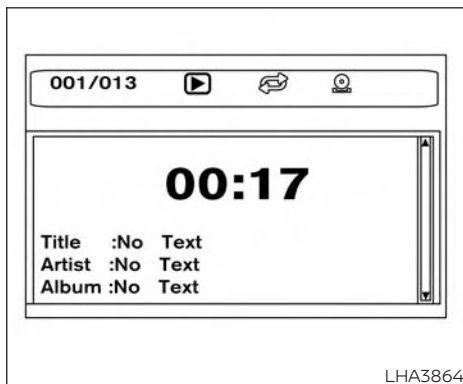 001/013
00:17
Title :No Text
Artist :No Text
Album :No Text
LHA3864